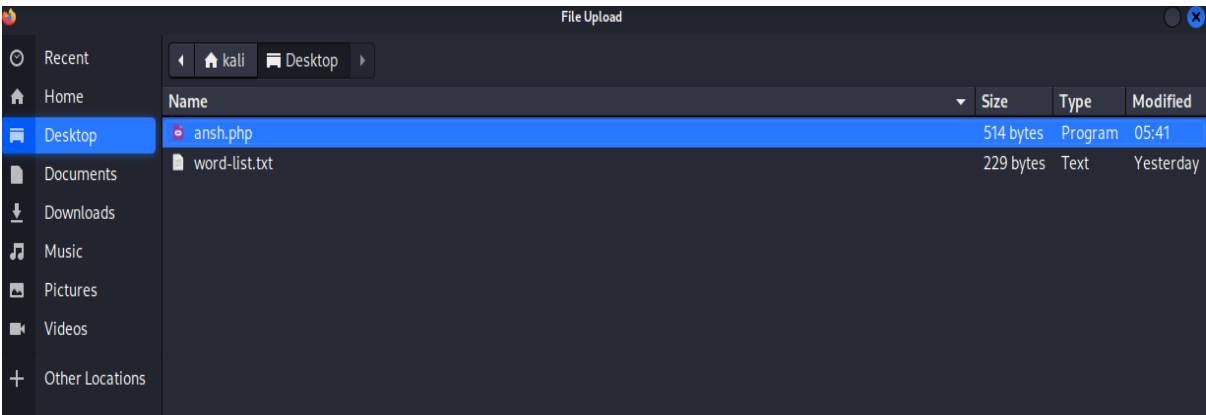 File Upload
Recent
kali Desktop
Home
Name Size Type Modified
Desktop
ansh.php 514 bytes Program 05:41
Documents
word-list.txt 229 bytes Text Yesterday
Downloads
Music
Pictures
Videos
Other Locations